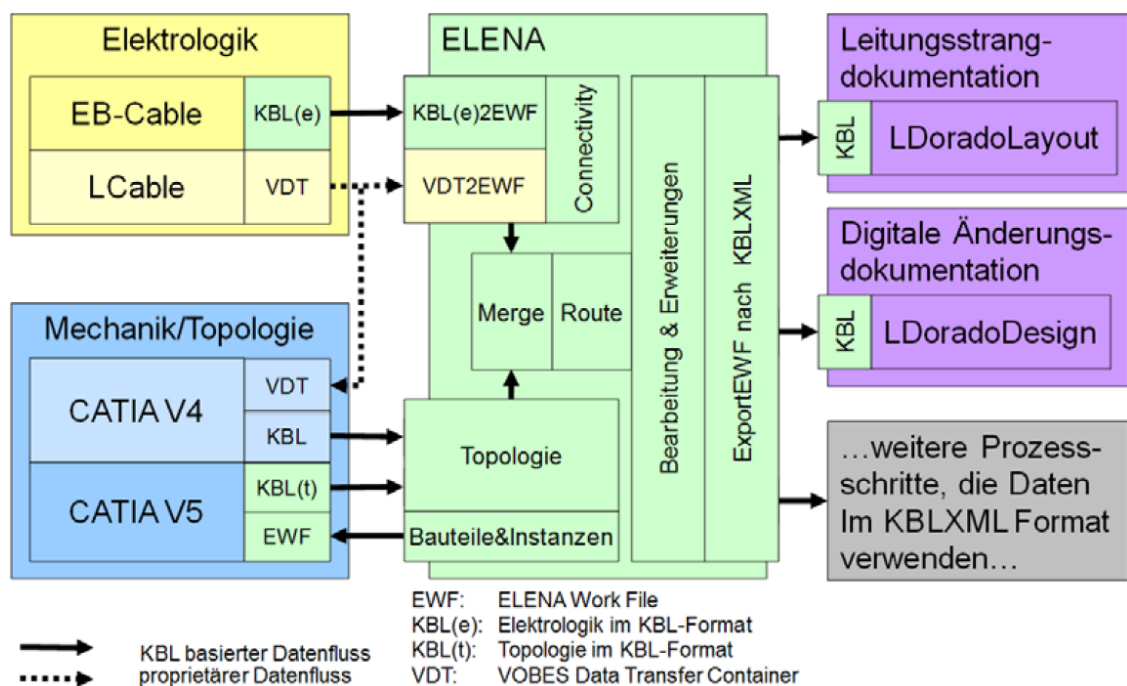 Elektrologik
EB-Cable
KBL(e)
LCable
VDT
Mechanik/Topologie
CATIA V4
VDT
KBL
CATIA V5
KBL(t)
EWF
ELENA
KBL(e)2EWF
VDT2EWF
Connectivity
Merge
Route
Topologie
Bauteile&Instanzen
Bearbeitung & Erweiterungen
ExportEWF nach KBLXML
Leitungsstrang-
dokumentation
KBL
LDoradoLayout
Digitale Änderungs-
dokumentation
KBL
LDoradoDesign
...weitere Prozess-
schritte, die Daten
Im KBLXML Format
verwenden...
KBL basierter Datenfluss
proprietärer Datenfluss
EWF: ELENA Work File
KBL(e): Elektrologik im KBL-Format
KBL(t): Topologie im KBL-Format
VDT: VOBES Data Transfer Container